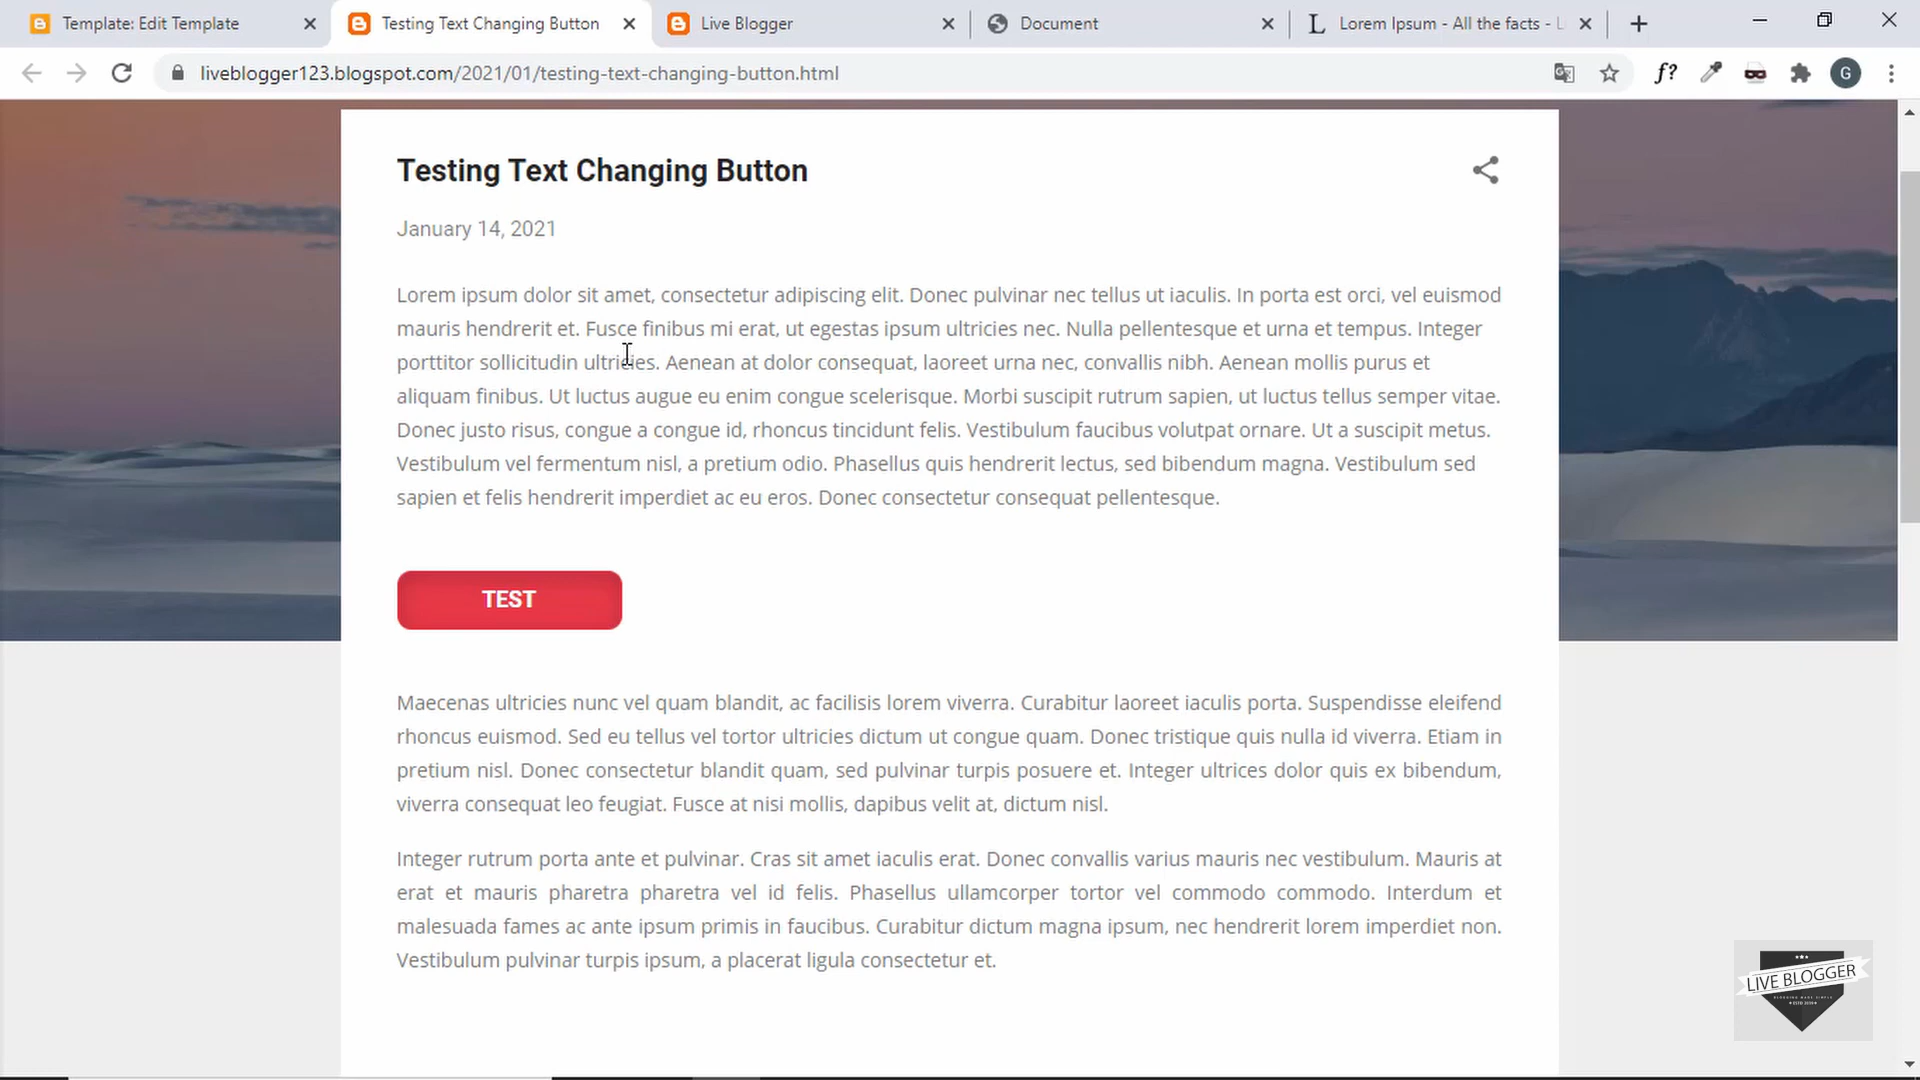 Template: Edit Template
Testing Text Changing Button
Live Blogger
Document
Lorem Ipsum - All the facts - L
liveblogger123.blogspot.com/2021/01/testing-text-changing-button.html
f?
G
Testing Text Changing Button
January 14, 2021
Lorem ipsum dolor sit amet, consectetur adipiscing elit. Donec pulvinar nec tellus ut iaculis. In porta est orci, vel euismod
mauris hendrerit et. Fusce finibus mi erat, ut egestas ipsum ultricies nec. Nulla pellentesque et urna et tempus. Integer
porttitor sollicitudin ultricies. Aenean at dolor consequat, laoreet urna nec, convallis nibh. Aenean mollis purus et
aliquam finibus. Ut luctus augue eu enim congue scelerisque. Morbi suscipit rutrum sapien, ut luctus tellus semper vitae.
Donec justo risus, congue a congue id, rhoncus tincidunt felis. Vestibulum faucibus volutpat ornare. Ut a suscipit metus.
Vestibulum vel fermentum nisl, a pretium odio. Phasellus quis hendrerit lectus, sed bibendum magna. Vestibulum sed
sapien et felis hendrerit imperdiet ac eu eros. Donec consectetur consequat pellentesque.
TEST
Maecenas ultricies nunc vel quam blandit, ac facilisis lorem viverra. Curabitur laoreet iaculis porta. Suspendisse eleifend
rhoncus euismod. Sed eu tellus vel tortor ultricies dictum ut congue quam. Donec tristique quis nulla id viverra. Etiam in
pretium nisl. Donec consectetur blandit quam, sed pulvinar turpis posuere et. Integer ultrices dolor quis ex bibendum,
viverra consequat leo feugiat. Fusce at nisi mollis, dapibus velit at, dictum nisl.
Integer rutrum porta ante et pulvinar. Cras sit amet iaculis erat. Donec convallis varius mauris nec vestibulum. Mauris at
erat et mauris pharetra pharetra vel id felis. Phasellus ullamcorper tortor vel commodo commodo. Interdum et
malesuada fames ac ante ipsum primis in faucibus. Curabitur dictum magna ipsum, nec hendrerit lorem imperdiet non.
Vestibulum pulvinar turpis ipsum, a placerat ligula consectetur et.
LIVE BLOGGER